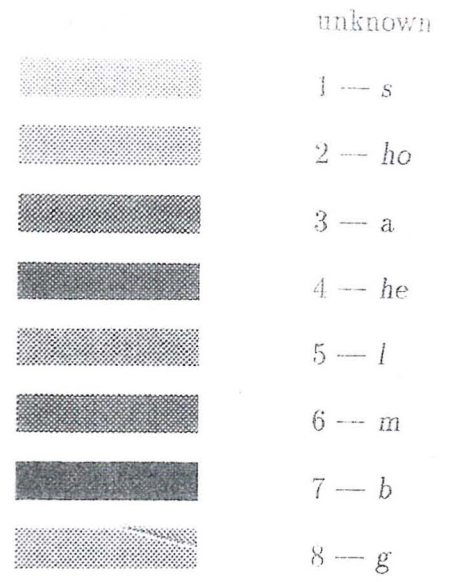 unknown
1 — s
2 — ho
3 — a
4 — he
5 — l
6 — m
7 — b
8 — g